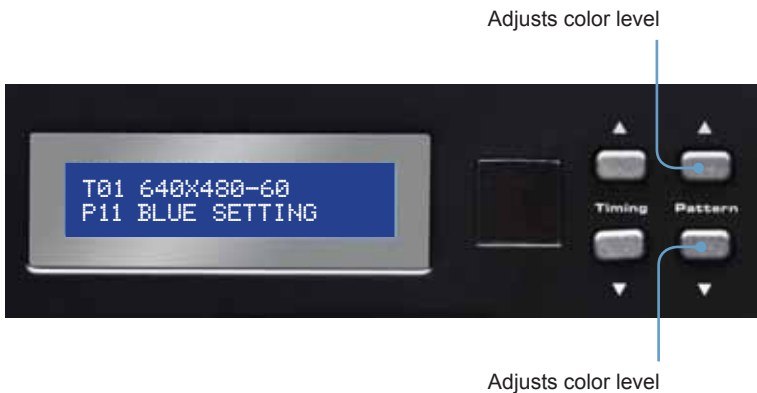 Adjusts color level
T01 640X480-60
P11 BLUE SETTING
Timing Pattern
Adjusts color level